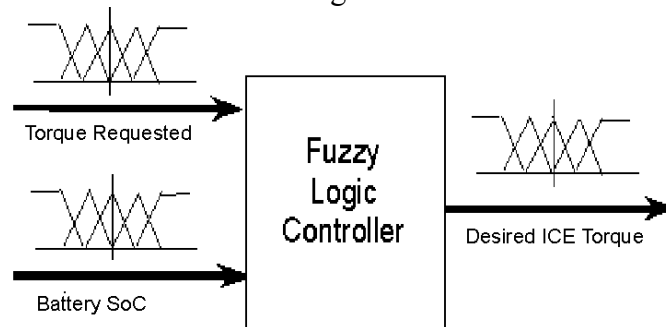 Torque Requested
Battery SoC
Fuzzy
Logic
Controller
Desired ICE Torque